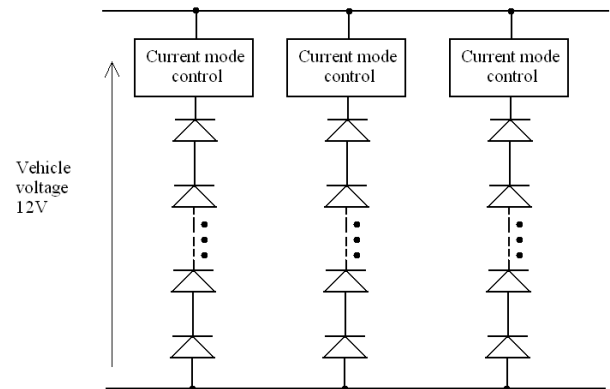 Current mode
control
Current mode
control
Current mode
control
Vehicle
voltage
12V